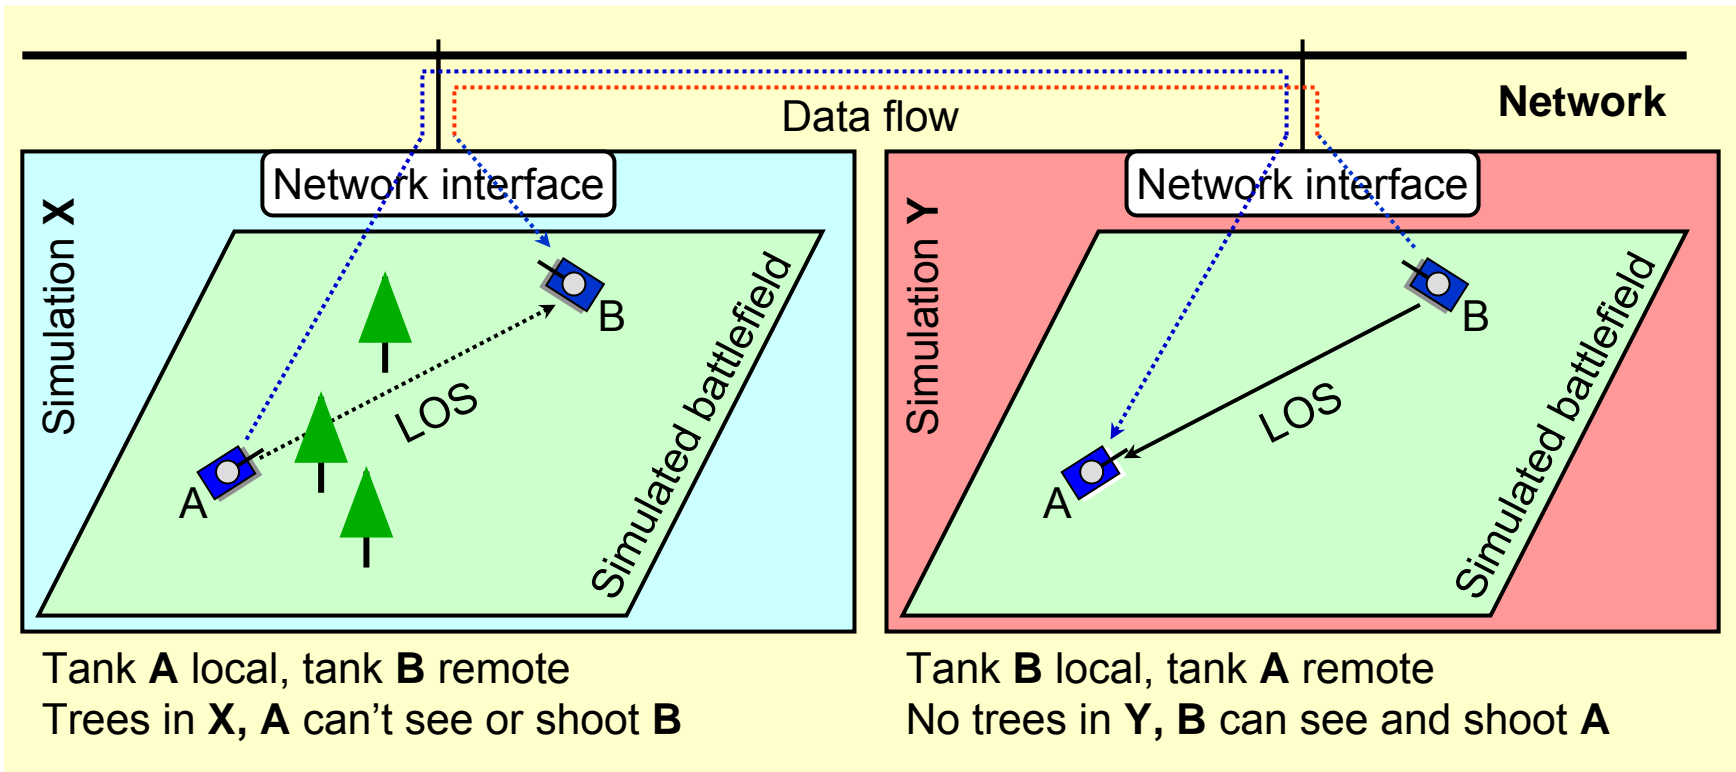 Network
Data flow
Network interface
Simulation X
B
LOS
A
Simulated battlefield
Tank A local, tank B remote
Trees in X, A can’t see or shoot B
Network interface
Simulation Y
B
LOS
A
Simulated battlefield
Tank B local, tank A remote
No trees in Y, B can see and shoot A